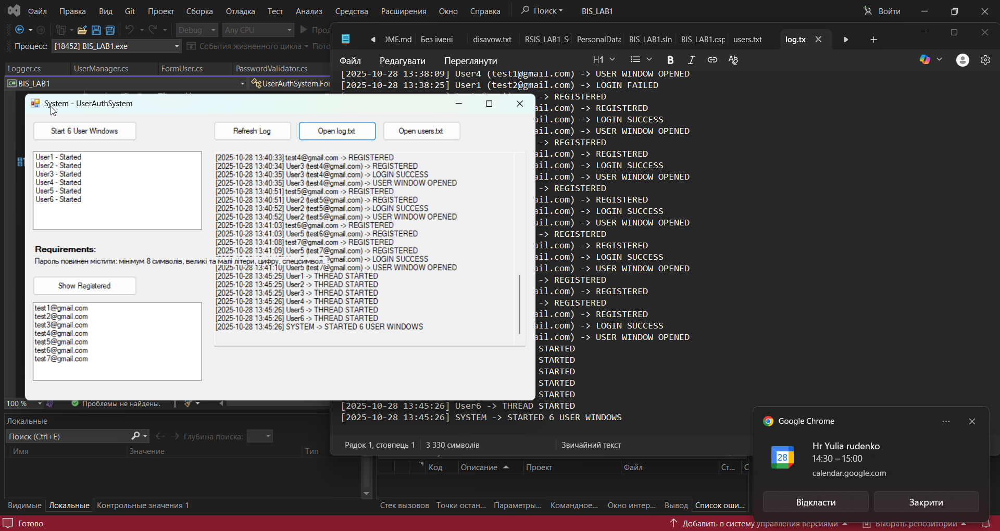 Файл Правка Вид Git Проект Сборка Отладка Тест Анализ Средства Расширения Окно Справка Поиск BIS_LAB1 Войти
Debug Any CPU
Процесс: [18452] BIS_LAB1.exe События жизненного цикла
Logger.cs UserManager.cs FormUser.cs PasswordValidator.cs
BIS_LAB1
System - UserAuthSystem
Start 6 User Windows Refresh Log Open log.txt Open users.txt
User1 - Started
User2 - Started
User3 - Started
User4 - Started
User5 - Started
User6 - Started
Requirements:
Пароль повинен містити: мінімум 8 символів, великі та малі літери, цифру, спецсимвол.
Show Registered
test1@gmail.com
test2@gmail.com
test3@gmail.com
test4@gmail.com
test5@gmail.com
test6@gmail.com
test7@gmail.com
[2025-10-28 13:40:33] test4@gmail.com -> REGISTERED
[2025-10-28 13:40:34] User3 (test4@gmail.com) -> REGISTERED
[2025-10-28 13:40:35] User3 (test4@gmail.com) -> LOGIN SUCCESS
[2025-10-28 13:40:35] User3 (test4@gmail.com) -> USER WINDOW OPENED
[2025-10-28 13:40:51] test5@gmail.com -> REGISTERED
[2025-10-28 13:40:51] User2 (test5@gmail.com) -> REGISTERED
[2025-10-28 13:40:52] User2 (test5@gmail.com) -> LOGIN SUCCESS
[2025-10-28 13:40:52] User2 (test5@gmail.com) -> USER WINDOW OPENED
[2025-10-28 13:41:03] test6@gmail.com -> REGISTERED
[2025-10-28 13:41:03] User5 (test6@gmail.com) -> REGISTERED
[2025-10-28 13:41:08] test7@gmail.com -> REGISTERED
[2025-10-28 13:41:09] User5 (test7@gmail.com) -> REGISTERED
@gmail.com) -> LOGIN SUCCESS
[2025-10-28 13:41:10] User5 (test7@gmail.com) -> USER WINDOW OPENED
[2025-10-28 13:45:25] User1 -> THREAD STARTED
[2025-10-28 13:45:25] User2 -> THREAD STARTED
[2025-10-28 13:45:25] User3 -> THREAD STARTED
[2025-10-28 13:45:26] User4 -> THREAD STARTED
[2025-10-28 13:45:26] User5 -> THREAD STARTED
[2025-10-28 13:45:26] User6 -> THREAD STARTED
[2025-10-28 13:45:26] SYSTEM -> STARTED 6 USER WINDOWS
Без імені disavow.txt RSIS_LAB1_S PersonalData BIS_LAB1.sln BIS_LAB1.csp users.txt log.tx
Файл Редагувати Переглянути H1
[2025-10-28 13:38:09] User4 (test1@gmail.com) -> USER WINDOW OPENED
[2025-10-28 13:38:25] User1 (test2@gmail.com) -> LOGIN FAILED
-> REGISTERED
ail.com) -> REGISTERED
ail.com) -> LOGIN SUCCESS
ail.com) -> USER WINDOW OPENED
-> REGISTERED
ail.com) -> REGISTERED
ail.com) -> LOGIN SUCCESS
ail.com) -> USER WINDOW OPENED
-> REGISTERED
ail.com) -> REGISTERED
ail.com) -> LOGIN SUCCESS
ail.com) -> USER WINDOW OPENED
-> REGISTERED
ail.com) -> REGISTERED
ail.com) -> LOGIN SUCCESS
ail.com) -> USER WINDOW OPENED
-> REGISTERED
ail.com) -> REGISTERED
-> REGISTERED
ail.com) -> REGISTERED
ail.com) -> LOGIN SUCCESS
ail.com) -> USER WINDOW OPENED
STARTED
STARTED
STARTED
STARTED
STARTED
[2025-10-28 13:45:26] User6 -> THREAD STARTED
[2025-10-28 13:45:26] SYSTEM -> STARTED 6 USER WINDOWS
Рядок 1, стовпець 1 3 330 символів Звичайний текст
100 % Проблемы не найдены.
Локальные
Поиск (Ctrl+E) Глубина поиска:
Имя Значение Тип
Видимые Локальные Контрольные значения 1
Код Описание Проект Файл Ст...
Стек вызовов Точки остан... Параметры... Командное... Окно интер... Вывод Список оши...
Google Chrome
28
Hr Yulia rudenko
14:30 – 15:00
calendar.google.com
Відкласти Закрити
Готово Добавить в систему управления версиями Выбрать репозиторий